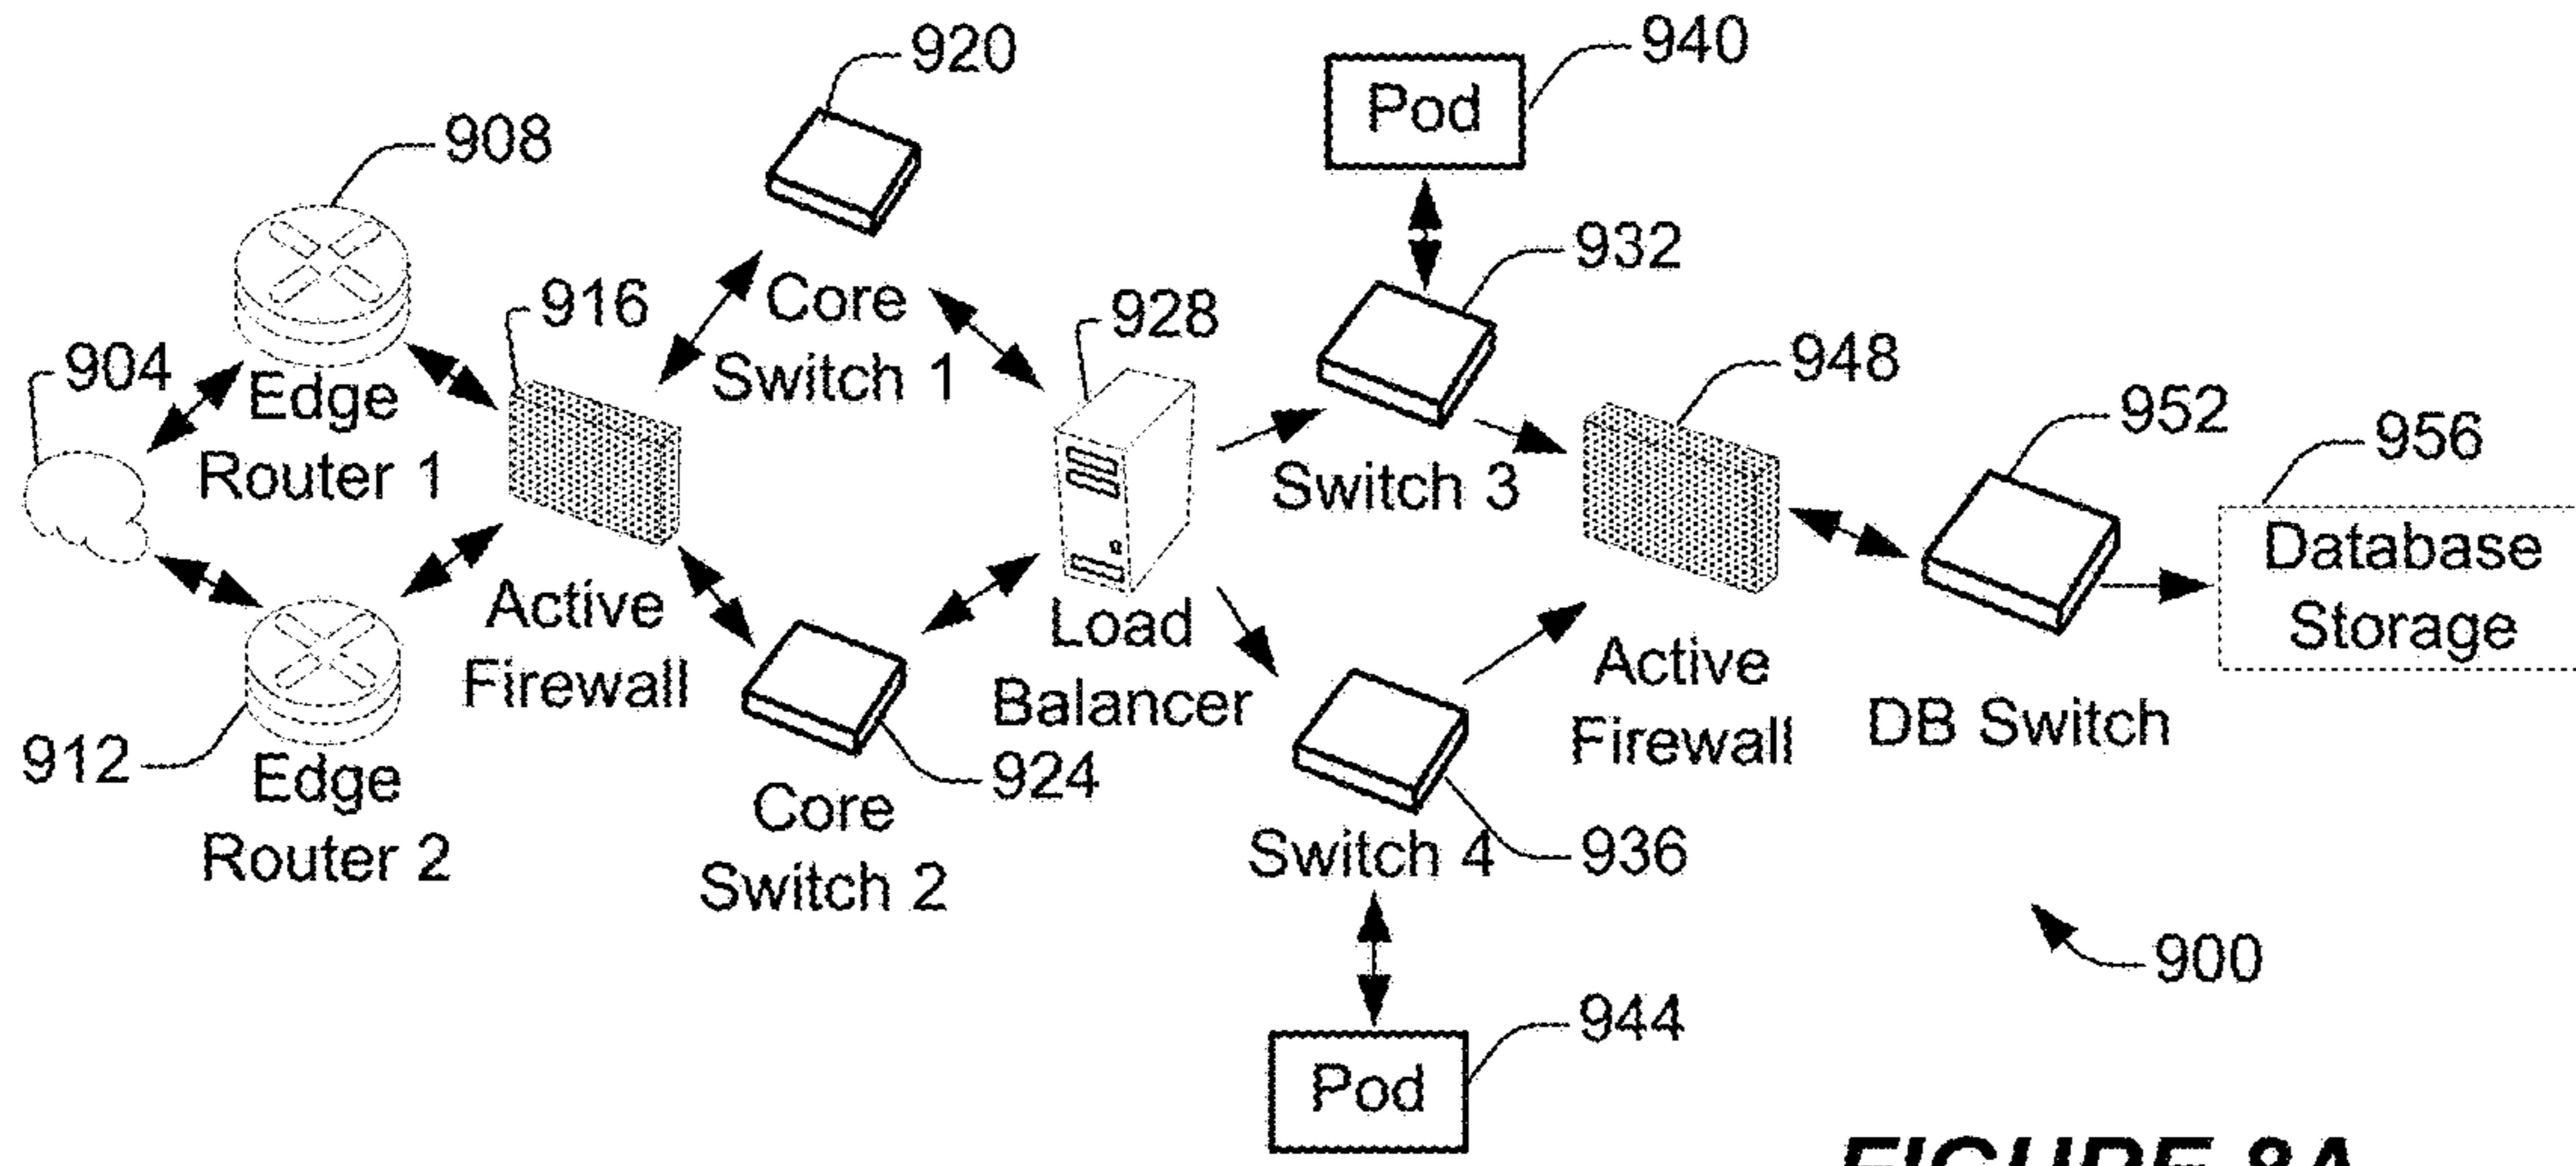 920
940
Pod
908
932
916
Core
Switch 1
928
948
904
Edge
Router 1
952
956
Switch 3
Database
Storage
Active
Firewall
Load
Balancer
Active
Firewall
DB Switch
912
Edge
Router 2
924
Core
Switch 2
Switch 4
936
900
944
Pod
FIGURE 8A